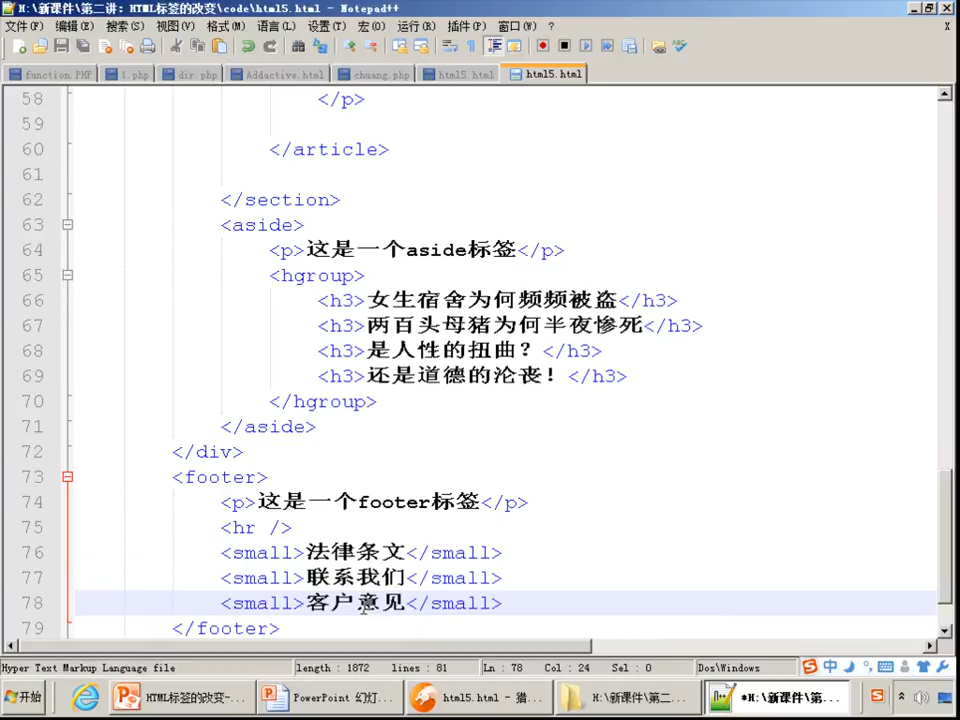 H:\新课件\第二讲：HTML标签的改变\code\html5.html - Notepad++
文件(F) 编辑(E) 搜索(S) 视图(V) 格式(M) 语言(L) 设置(T) 宏(O) 运行(R) 插件(P) 窗口(W) ?
function.PHP 1.php dir.php Addactive.html chuang.php html5.html html5.html
58 </p>
59
60 </article>
61
62 </section>
63 <aside>
64 <p>这是一个aside标签</p>
65 <hgroup>
66 <h3>女生宿舍为何频频被盗</h3>
67 <h3>两百头母猪为何半夜惨死</h3>
68 <h3>是人性的扭曲？</h3>
69 <h3>还是道德的沦丧！</h3>
70 </hgroup>
71 </aside>
72 </div>
73 <footer>
74 <p>这是一个footer标签</p>
75 <hr />
76 <small>法律条文</small>
77 <small>联系我们</small>
78 <small>客户意见</small>
79 </footer>
Hyper Text Markup Language file length : 1872 lines : 81 Ln : 78 Col : 24 Sel : 0 Dos\Windows 中
开始 HTML标签的改变-... PowerPoint 幻灯... html5.html - 猎... H:\新课件\第二... *H:\新课件\第...